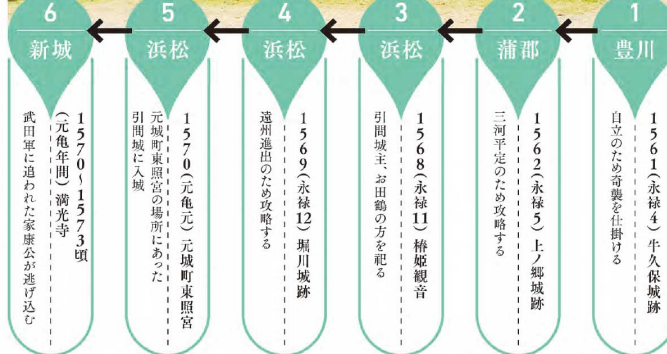 1
豊川
1561(永禄4) 牛久保城跡
自立のため奇襲を仕掛ける
2
蒲郡
1562(永禄5) 上ノ郷城跡
三河平定のため攻略する
3
浜松
1568(永禄11) 椿姫観音
引間城主、お田鶴の方を祀る
4
浜松
1569(永禄12) 堀川城跡
遠州進出のため攻略する
5
浜松
1570(元亀元) 元城町東照宮
元城町東照宮の場所にあった
引間城に入城
6
新城
1570~1573頃
(元亀年間) 満光寺
武田軍に追われた家康公が逃げ込む